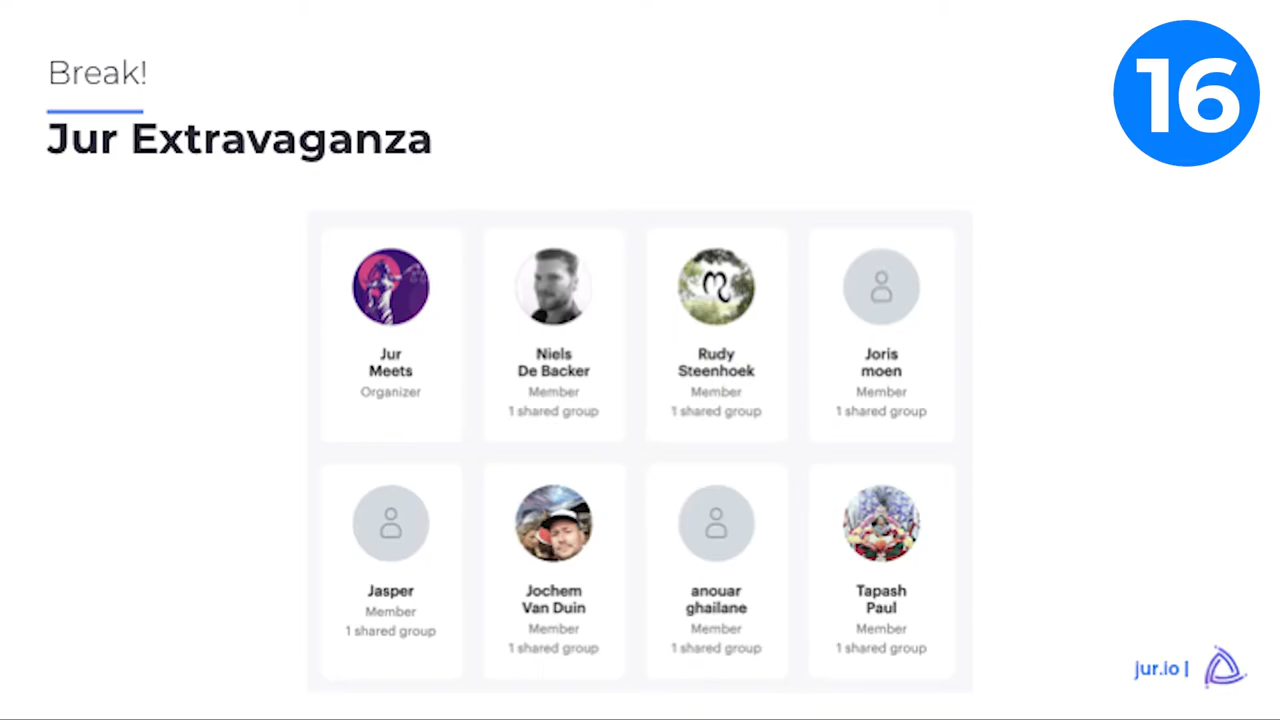 Break!
16
Jur Extravaganza
Jur
Meets
Organizer
Niels
De Backer
Member
1 shared group
Rudy
Steenhoek
Member
1 shared group
Joris
moen
Member
1 shared group
Jasper
Member
1 shared group
Jochem
Van Duin
Member
1 shared group
anouar
ghailane
Member
1 shared group
Tapash
Paul
Member
1 shared group
jur.io |